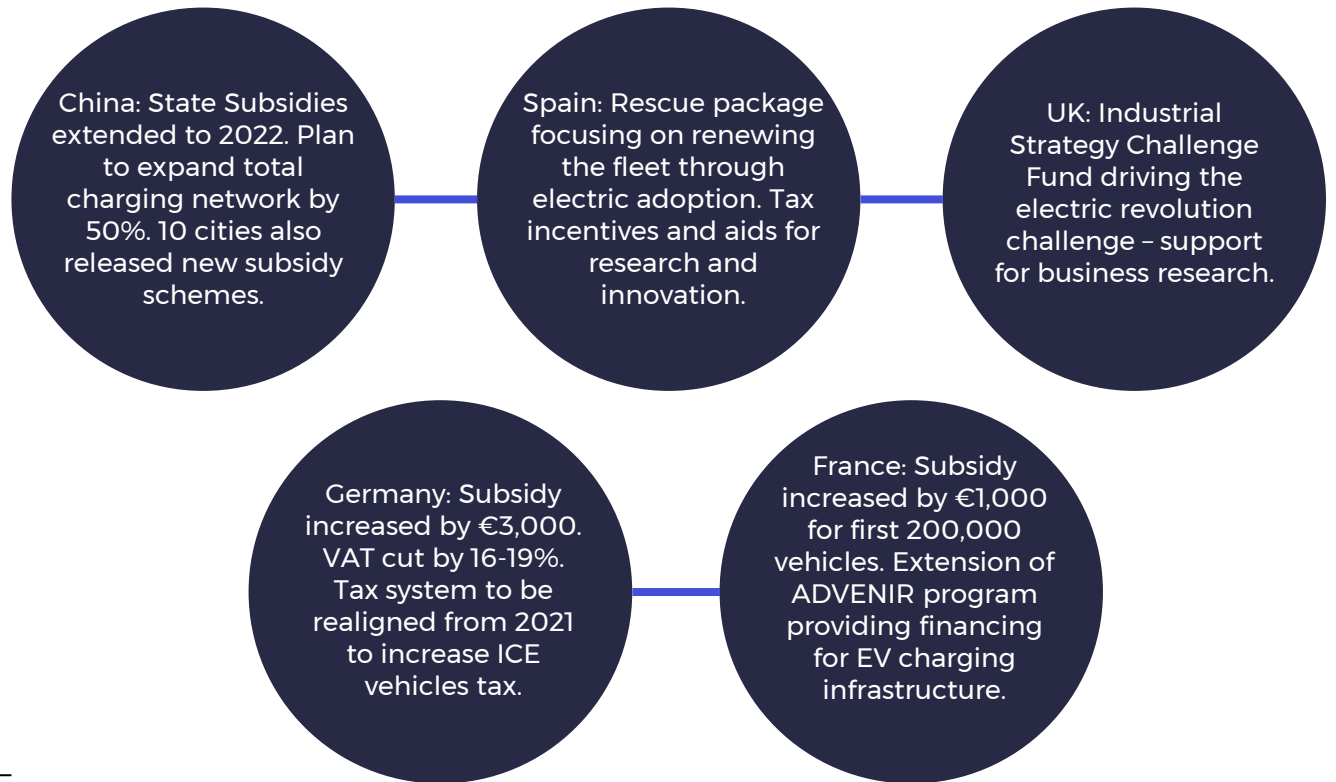 China: State Subsidies
extended to 2022. Plan
to expand total
charging network by
50%. 10 cities also
released new subsidy
schemes.
Spain: Rescue package
focusing on renewing
the fleet through
electric adoption. Tax
incentives and aids for
research and
innovation.
UK: Industrial
Strategy Challenge
Fund driving the
electric revolution
challenge – support
for business research.
Germany: Subsidy
increased by €3,000.
VAT cut by 16-19%.
Tax system to be
realigned from 2021
to increase ICE
vehicles tax.
France: Subsidy
increased by €1,000
for first 200,000
vehicles. Extension of
ADVENIR program
providing financing
for EV charging
infrastructure.